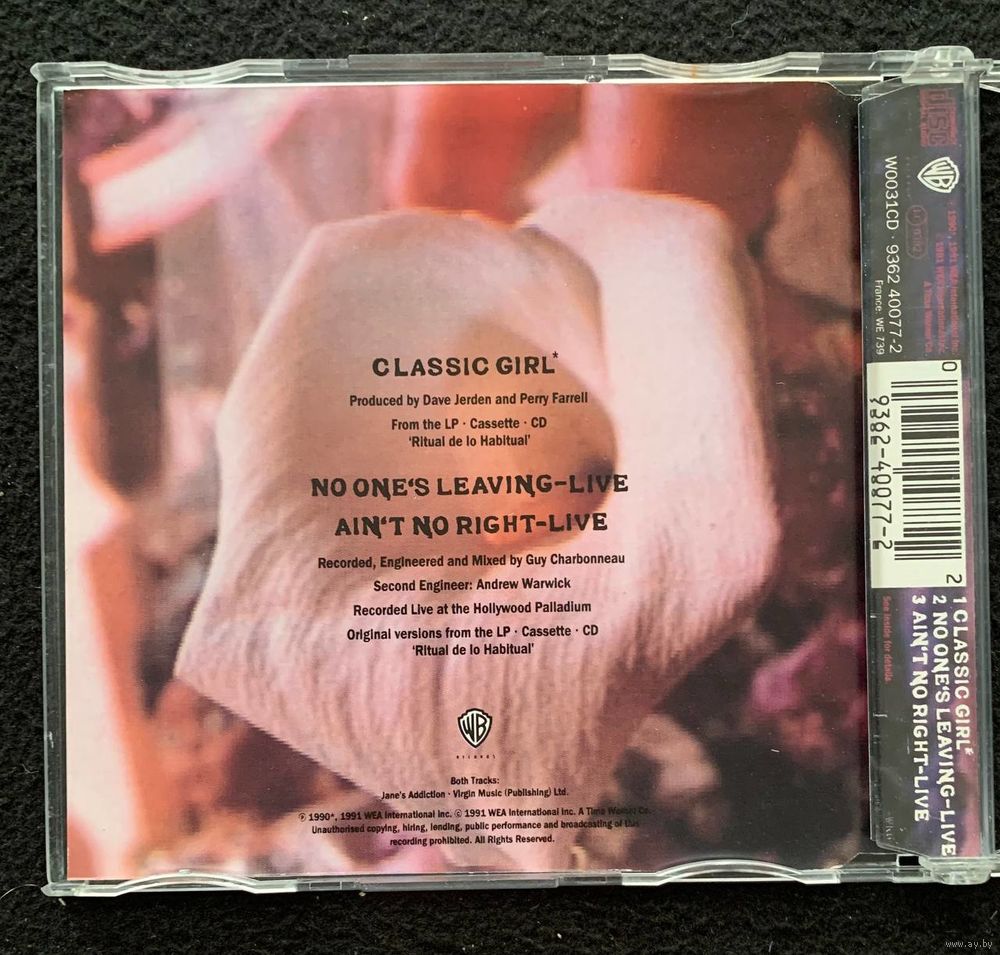 CLASSIC GIRL*
Produced by Dave Jerden and Perry Farrell
From the LP · Cassette · CD
'Ritual de lo Habitual'
NO ONE'S LEAVING–LIVE
AIN'T NO RIGHT–LIVE
Recorded, Engineered and Mixed by Guy Charbonneau
Second Engineer: Andrew Warwick
Recorded Live at the Hollywood Palladium
Original versions from the LP · Cassette · CD
'Ritual de lo Habitual'
WB
RECORDS
Both Tracks:
Jane's Addiction · Virgin Music (Publishing) Ltd.
℗ 1990*, 1991 WEA International Inc. © 1991 WEA International Inc. A Time Warner Co.
Unauthorised copying, hiring, lending, public performance and broadcasting of this
recording prohibited. All Rights Reserved.
WB
W0031CD · 9362 40077-2
France: WE 739
0
9362-40077-2
2
See inside for details
1 CLASSIC GIRL*
2 NO ONE'S LEAVING–LIVE
3 AIN'T NO RIGHT–LIVE
www.ay.by